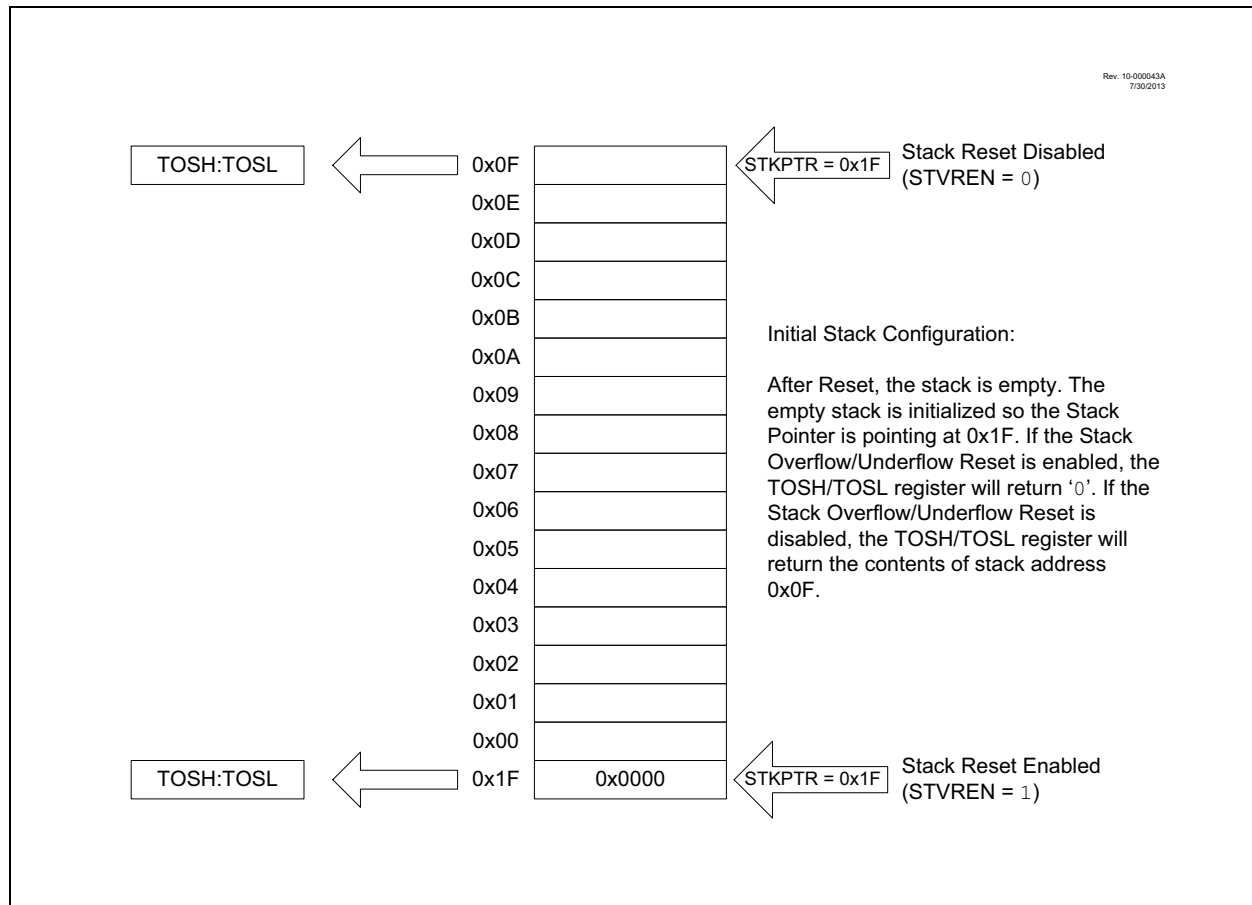 Rev. 10-000043A
7/30/2013
TOSH:TOSL
0x0F
STKPTR = 0x1F
Stack Reset Disabled
(STVREN = 0)
0x0E
0x0D
0x0C
0x0B
0x0A
0x09
0x08
0x07
0x06
0x05
0x04
0x03
0x02
0x01
0x00
Initial Stack Configuration:
After Reset, the stack is empty. The
empty stack is initialized so the Stack
Pointer is pointing at 0x1F. If the Stack
Overflow/Underflow Reset is enabled, the
TOSH/TOSL register will return ‘0’. If the
Stack Overflow/Underflow Reset is
disabled, the TOSH/TOSL register will
return the contents of stack address
0x0F.
TOSH:TOSL
0x1F
0x0000
STKPTR = 0x1F
Stack Reset Enabled
(STVREN = 1)